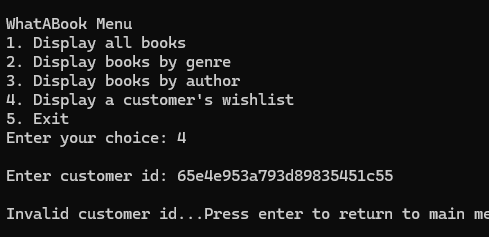 WhatABook Menu
1. Display all books
2. Display books by genre
3. Display books by author
4. Display a customer's wishlist
5. Exit
Enter your choice: 4
Enter customer id: 65e4e953a793d89835451c55
Invalid customer id...Press enter to return to main me